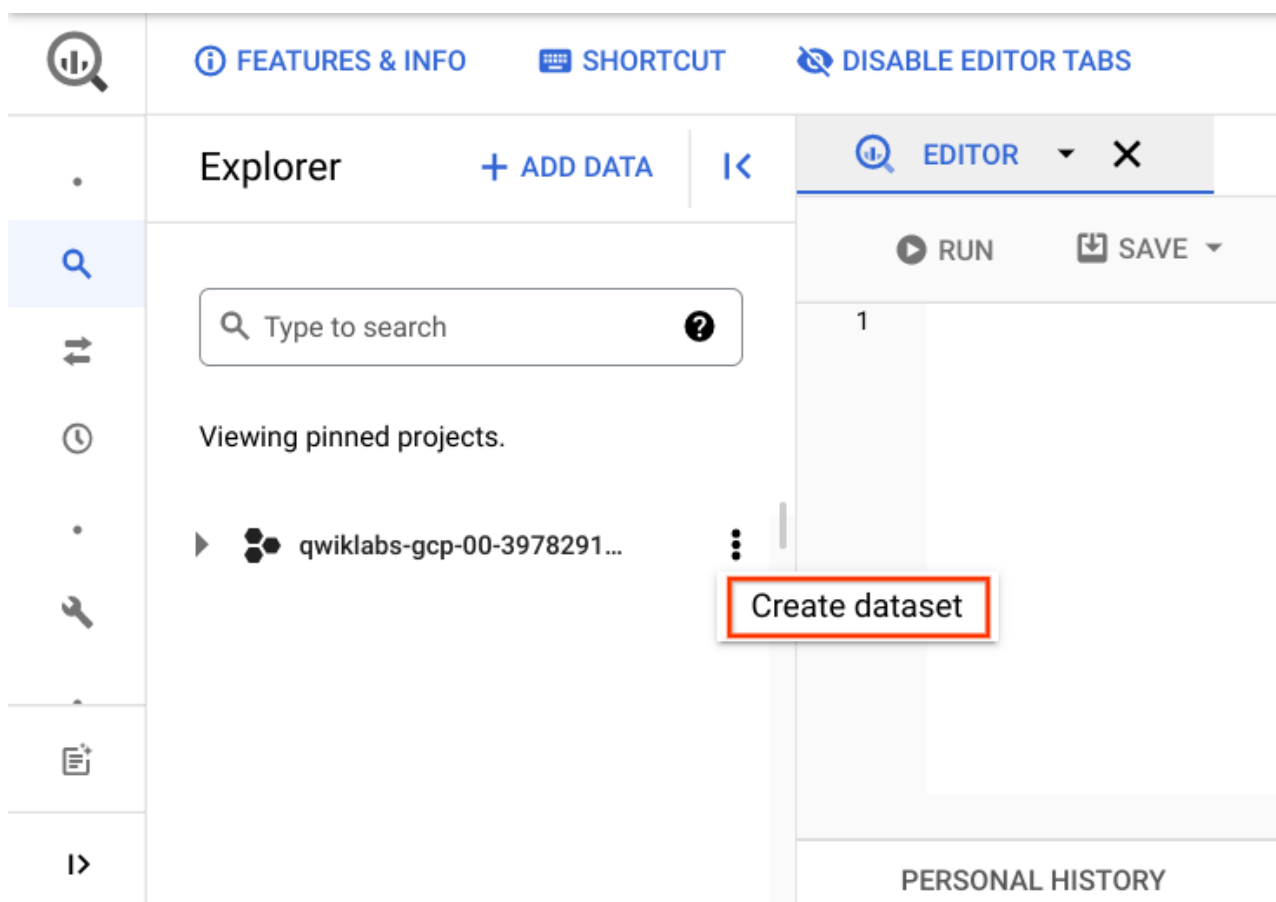 FEATURES & INFO
SHORTCUT
DISABLE EDITOR TABS
Explorer
+ ADD DATA
EDITOR
RUN
SAVE
Type to search
1
Viewing pinned projects.
qwiklabs-gcp-00-3978291...
Create dataset
PERSONAL HISTORY